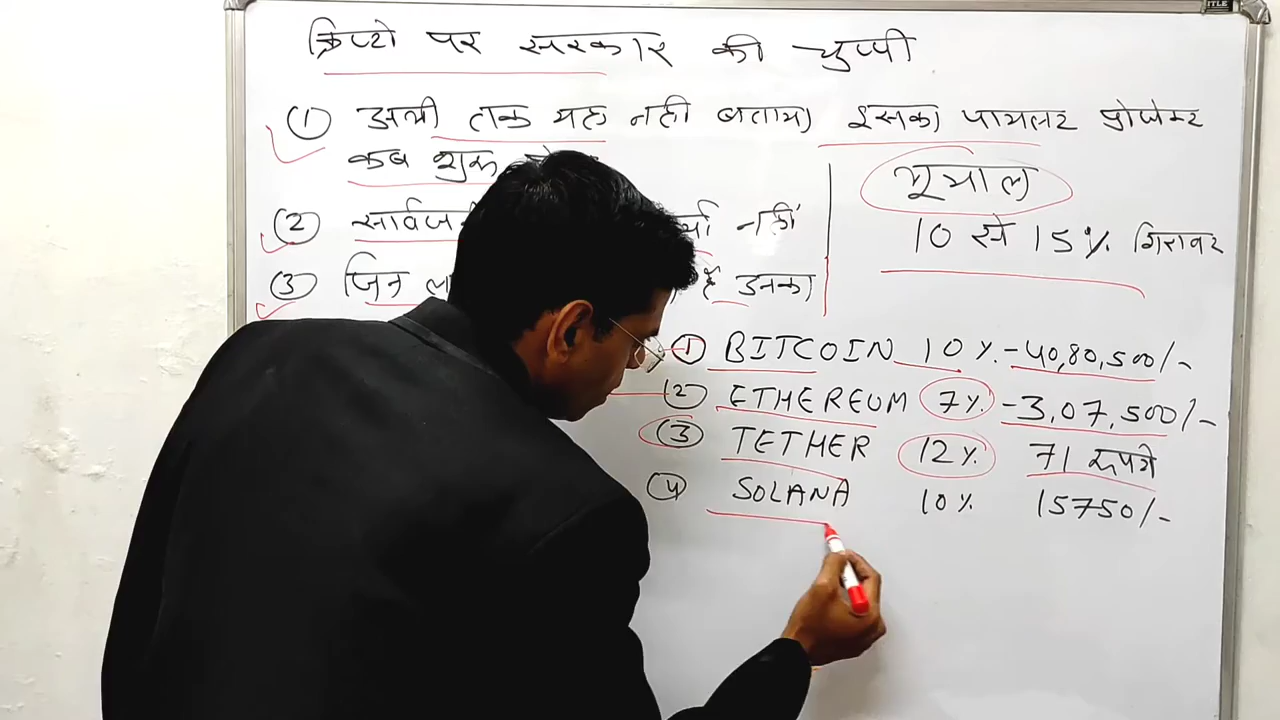 क्रिप्टो पर सरकार की चुप्पी
① अभी तक यह नही बताया इसका पायलट प्रोजेक्ट
कब शुरू
② सार्वज नहीं
③ जिन है उनका
भूचाल
10 से 15% गिरावट
① BITCOIN 10% -40,80,500/-
② ETHEREUM 7% -3,07,500/-
③ TETHER 12% 71 रूपये
④ SOLANA 10% 15750/-